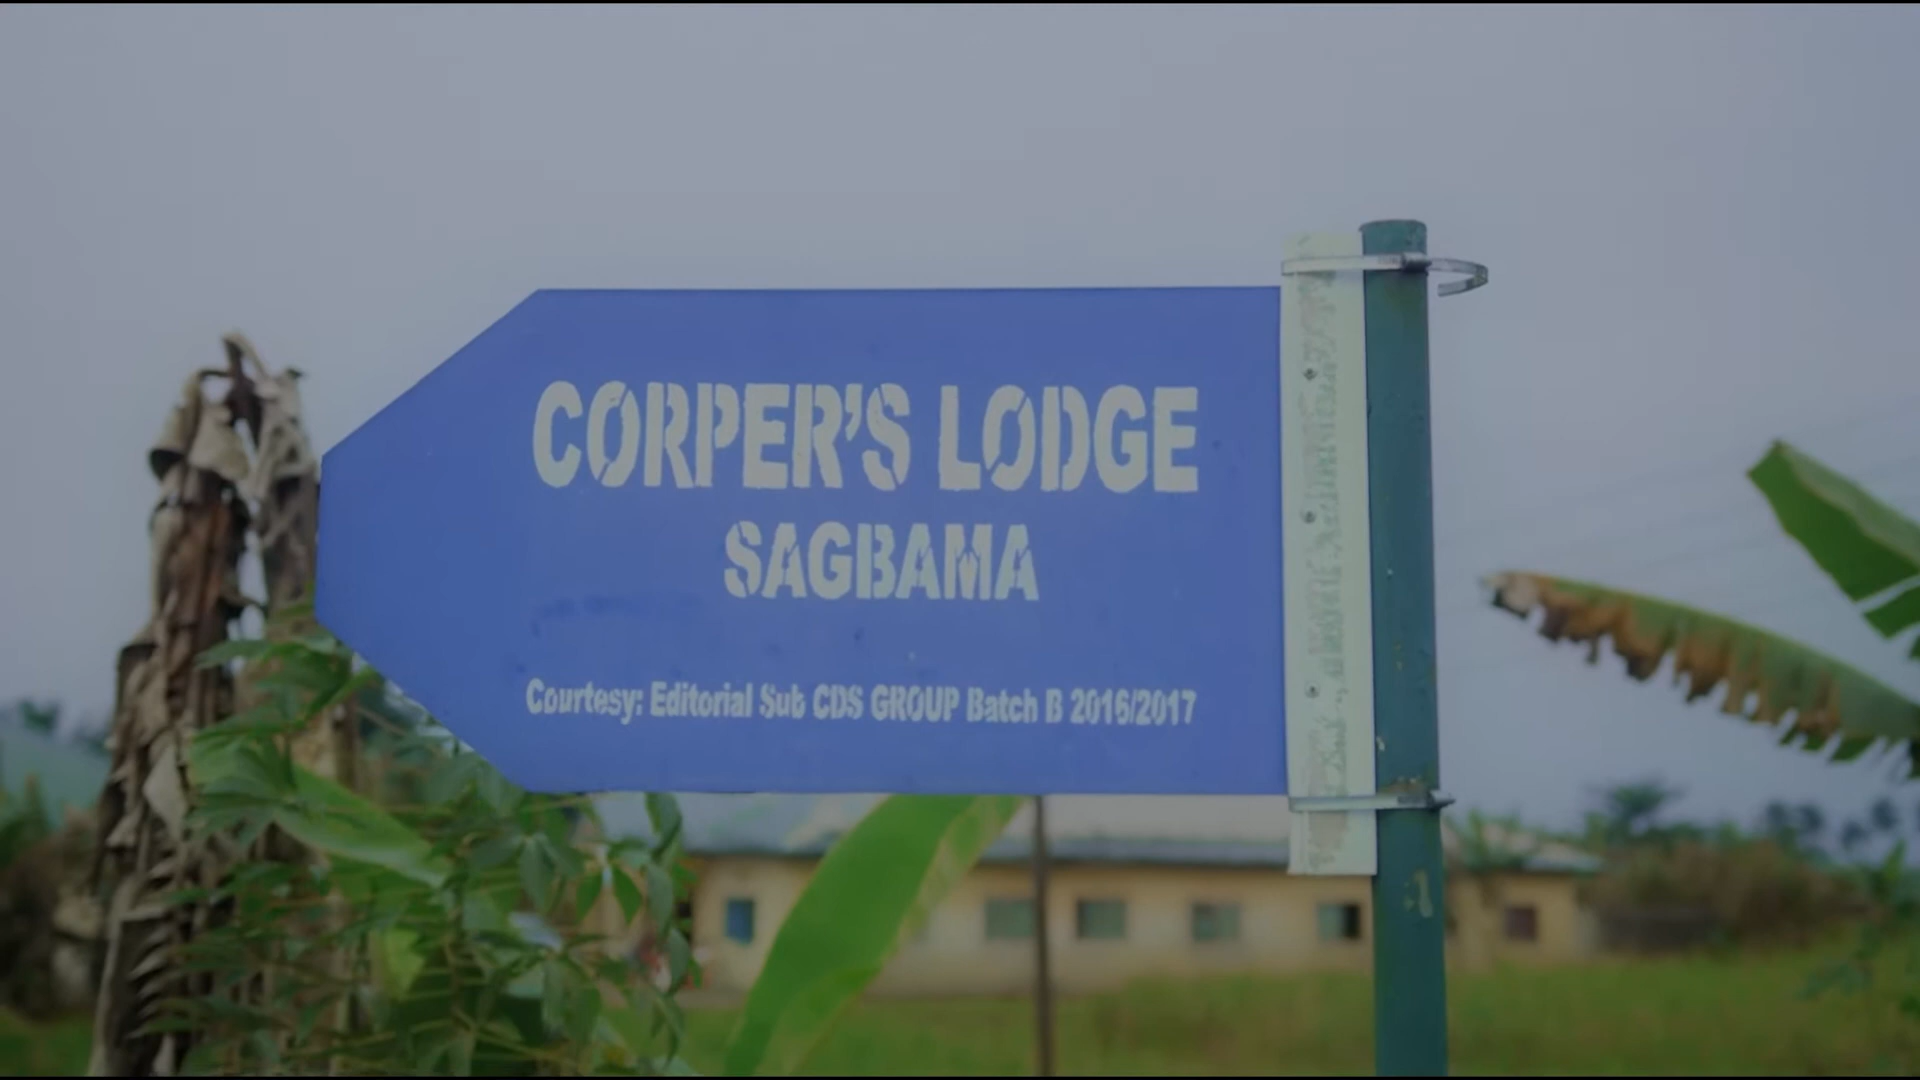 CORPER'S LODGE
SAGBAMA
Courtesy: Editorial Sub CDS GROUP Batch B 2016/2017